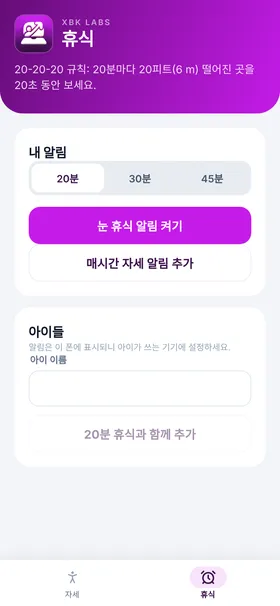 XBK LABS
휴식
20-20-20 규칙: 20분마다 20피트(6 m) 떨어진 곳을
20초 동안 보세요.
내 알림
20분
30분
45분
눈 휴식 알림 켜기
매시간 자세 알림 추가
아이들
알림은 이 폰에 표시되니 아이가 쓰는 기기에 설정하세요.
아이 이름
20분 휴식과 함께 추가
자세
휴식